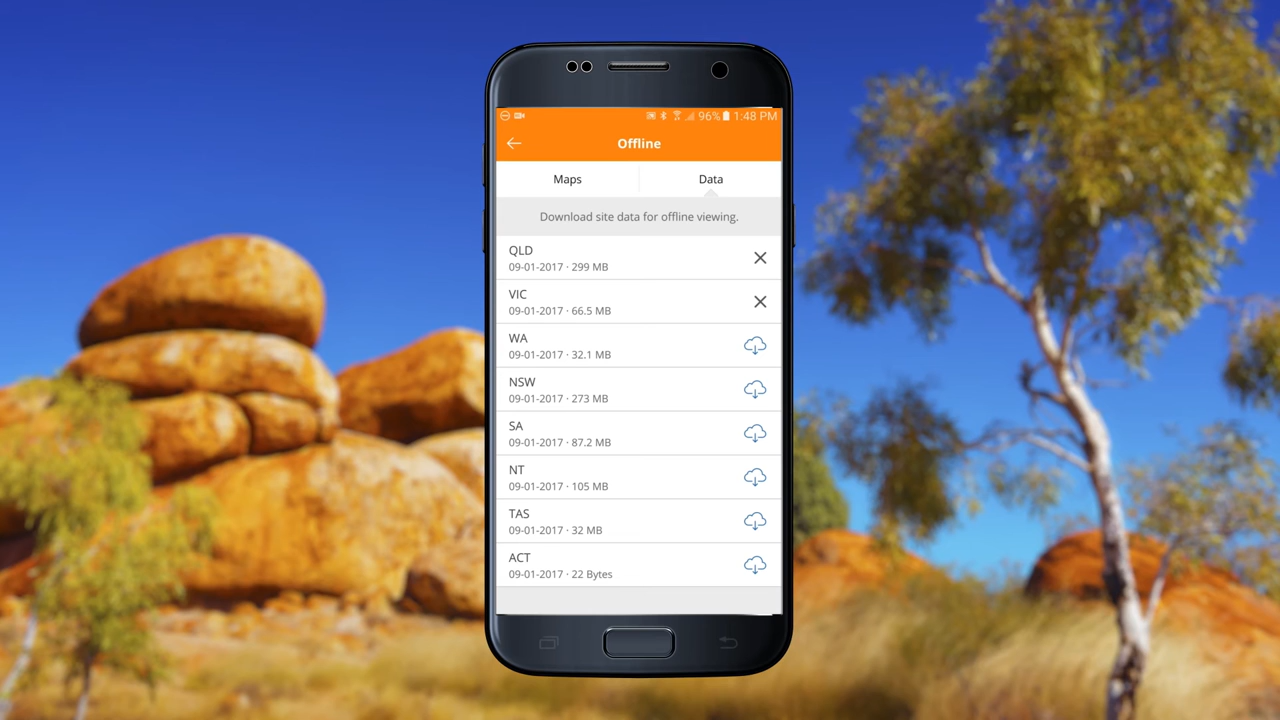 96% 1:48 PM
Offline
Maps Data
Download site data for offline viewing.
QLD
09-01-2017 · 299 MB
VIC
09-01-2017 · 66.5 MB
WA
09-01-2017 · 32.1 MB
NSW
09-01-2017 · 273 MB
SA
09-01-2017 · 87.2 MB
NT
09-01-2017 · 105 MB
TAS
09-01-2017 · 32 MB
ACT
09-01-2017 · 22 Bytes